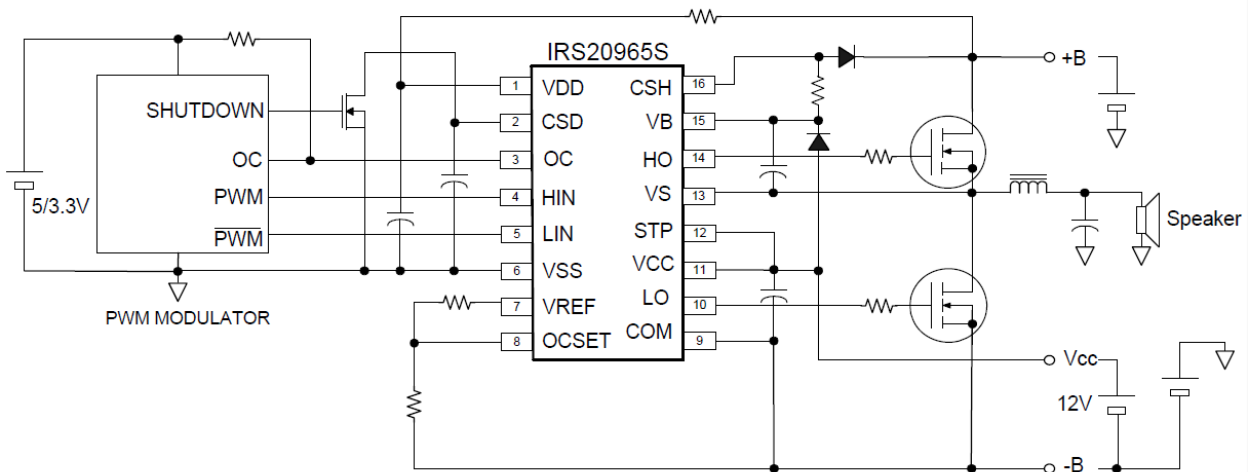 IRS20965S
+B
SHUTDOWN
1 VDD
CSH 16
2 CSD
VB 15
OC
3 OC
HO 14
5/3.3V
PWM
4 HIN
VS 13
Speaker
P̅W̅M̅
5 LIN
STP 12
6 VSS
VCC 11
PWM MODULATOR
7 VREF
LO 10
8 OCSET
COM 9
Vcc
12V
-B